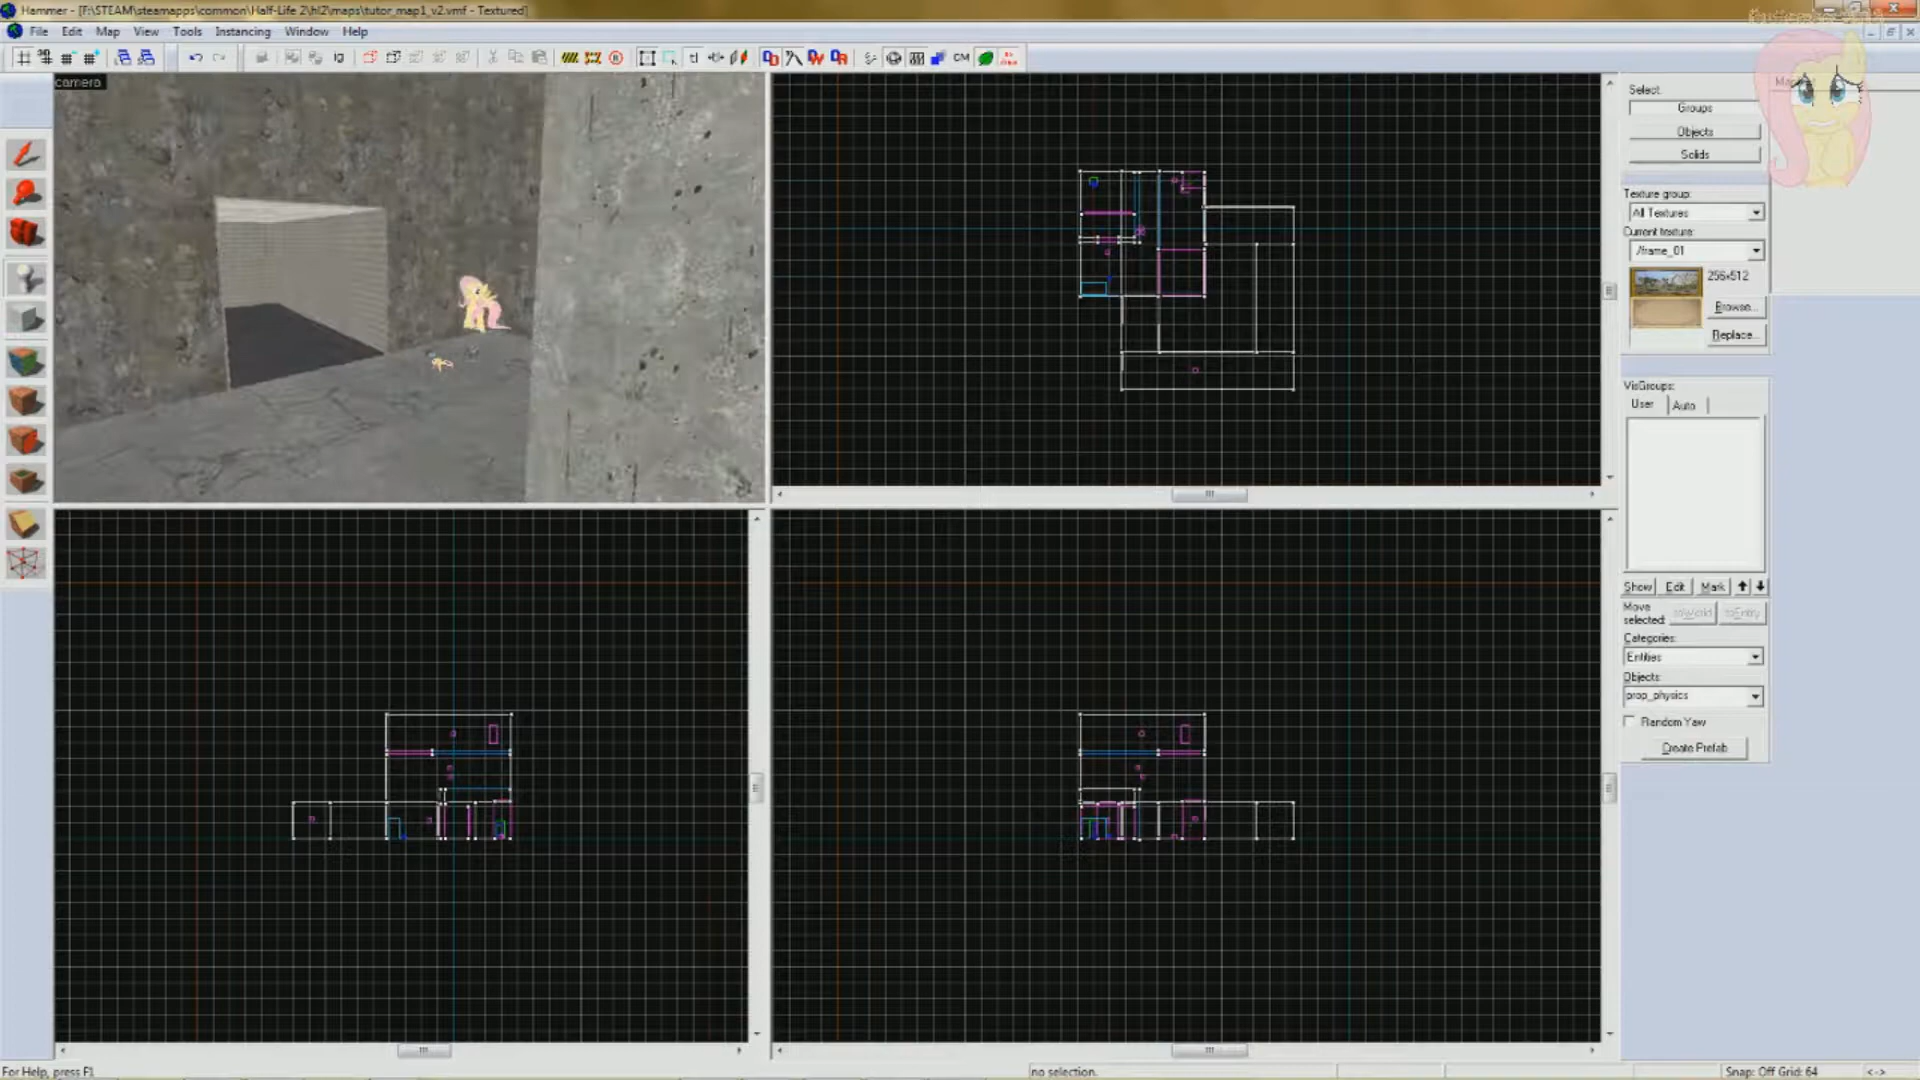 Hammer - [F:\STEAM\steamapps\common\Half-Life 2\hl2\maps\tutor_map1_v2.vmf - Textured]
File Edit Map View Tools Instancing Window Help
camera
Select:
Groups
Objects
Solids
Texture group:
All Textures
Current texture:
/frame_01
256x512
Browse...
Replace...
VisGroups:
User Auto
Show Edit Mark
Move selected: toWorld toEntity
Categories:
Entities
Objects:
prop_physics
Random Yaw
Create Prefab
For Help, press F1
no selection.
Snap: Off Grid: 64
<->